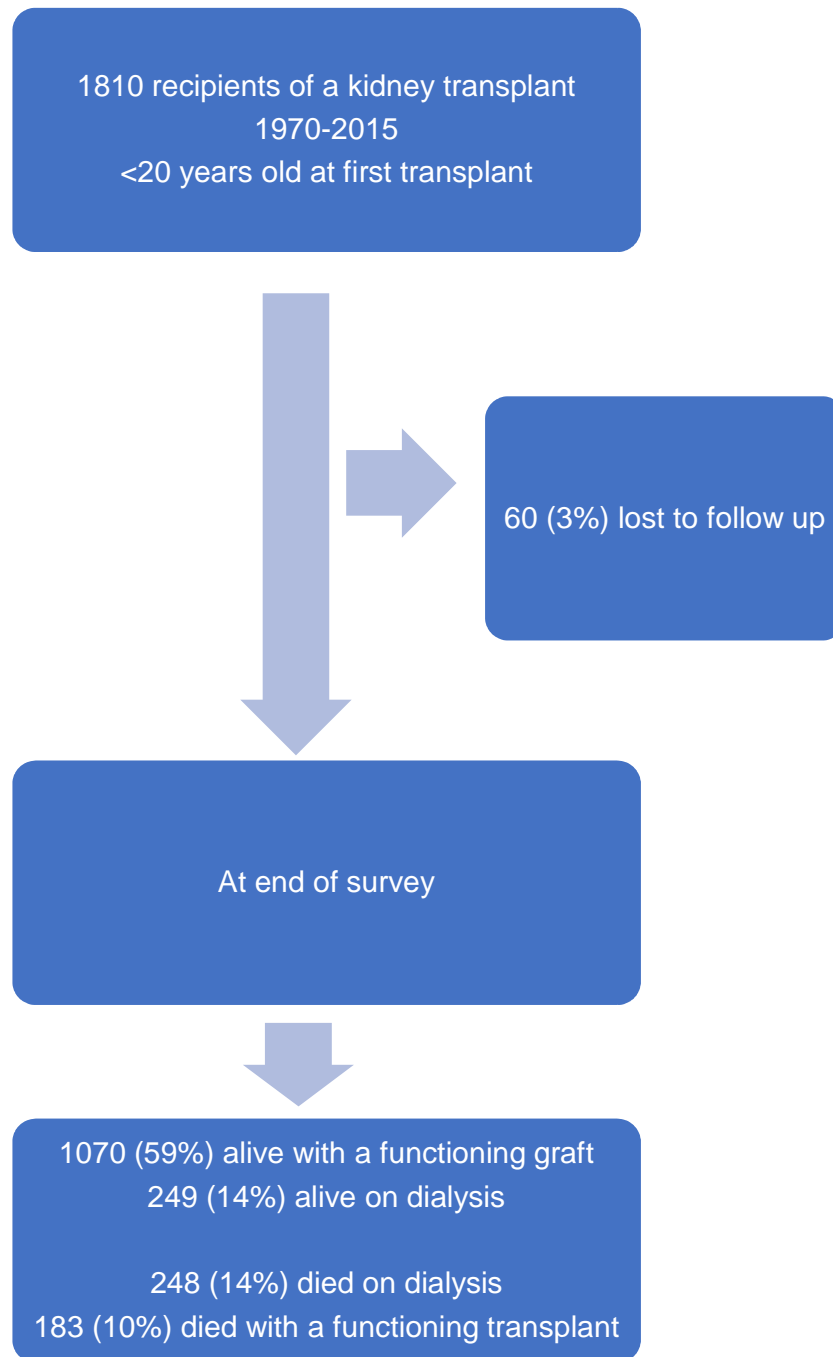 1810 recipients of a kidney transplant
1970-2015
<20 years old at first transplant
60 (3%) lost to follow up
At end of survey
1070 (59%) alive with a functioning graft
249 (14%) alive on dialysis
248 (14%) died on dialysis
183 (10%) died with a functioning transplant